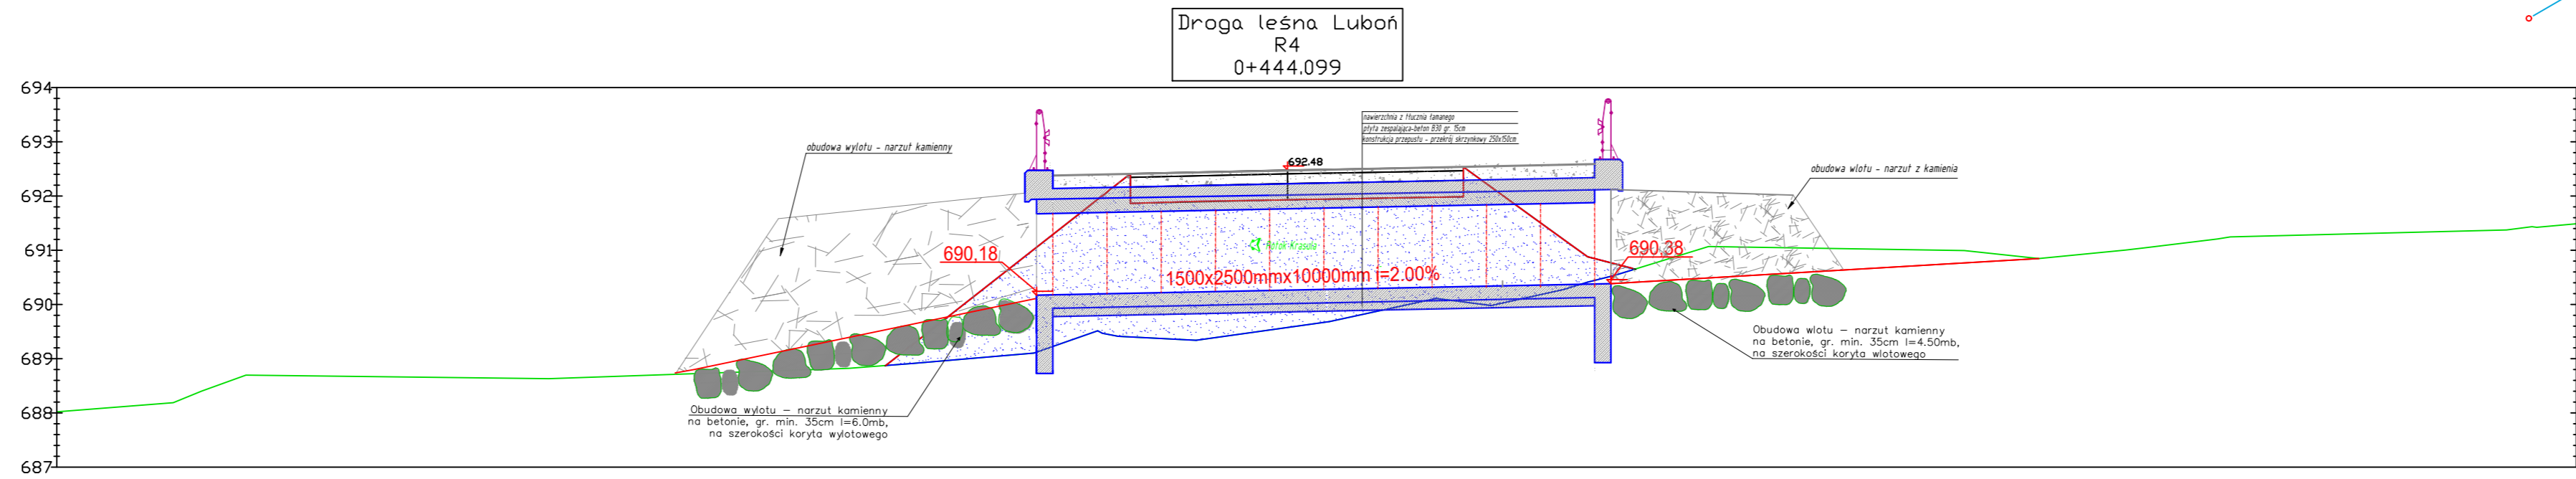 Droga leśna Luboń
R4
0+444.099
694
693
692
691
690
689
688
687
obudowa wylotu - narzut kamienny
nawierzchnia z tłucznia łamanego
płyta zespalająca-beton B30 gr. 15cm
konstrukcja przepustu - przekrój skrzynkowy 250x150cm
692.48
obudowa wlotu - narzut z kamienia
690,18
690,38
1500x2500mmx10000mm i=2.00%
Obudowa wlotu – narzut kamienny
na betonie, gr. min. 35cm l=4.50mb,
na szerokości koryta wlotowego
Obudowa wylotu – narzut kamienny
na betonie, gr. min. 35cm l=6.0mb,
na szerokości koryta wylotowego